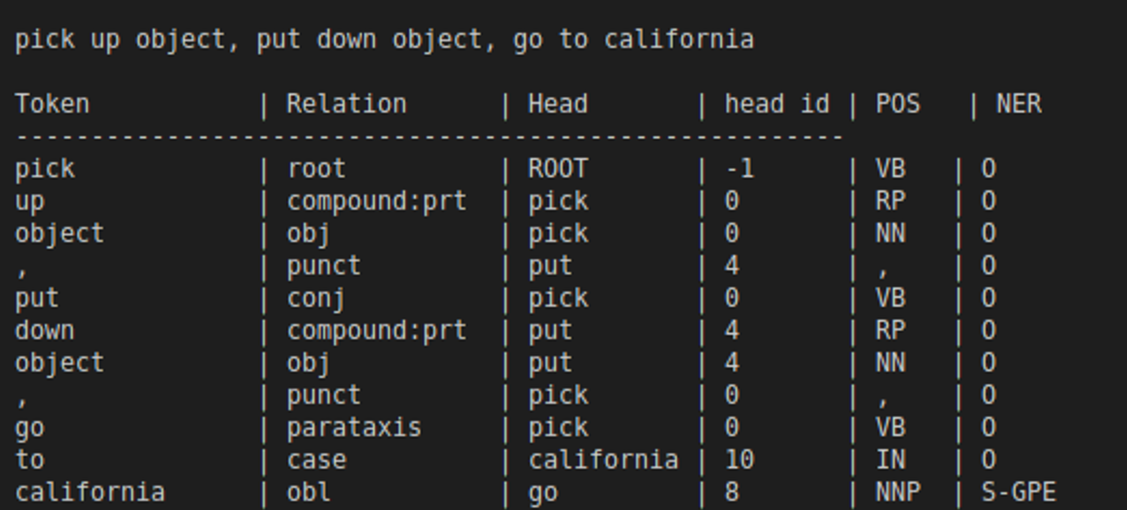 pick up object, put down object, go to california
Token | Relation | Head | head id | POS | NER
-------------------------------------------------------
pick | root | ROOT | -1 | VB | O
up | compound:prt | pick | 0 | RP | O
object | obj | pick | 0 | NN | O
, | punct | put | 4 | , | O
put | conj | pick | 0 | VB | O
down | compound:prt | put | 4 | RP | O
object | obj | put | 4 | NN | O
, | punct | pick | 0 | , | O
go | parataxis | pick | 0 | VB | O
to | case | california | 10 | IN | O
california | obl | go | 8 | NNP | S-GPE